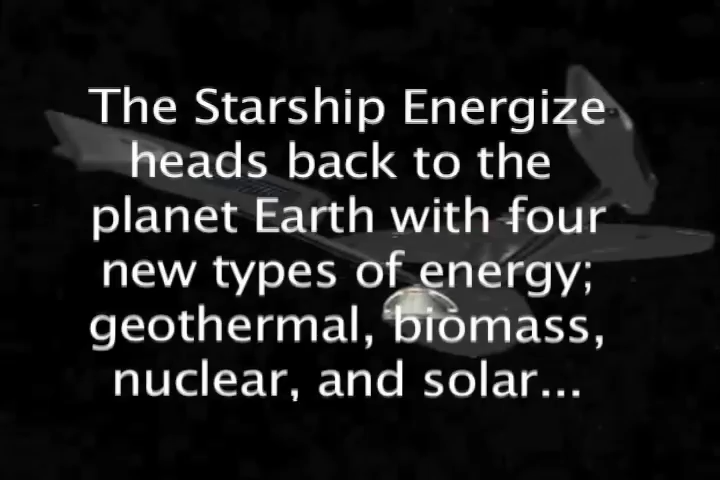 The Starship Energize
heads back to the
planet Earth with four
new types of energy;
geothermal, biomass,
nuclear, and solar...